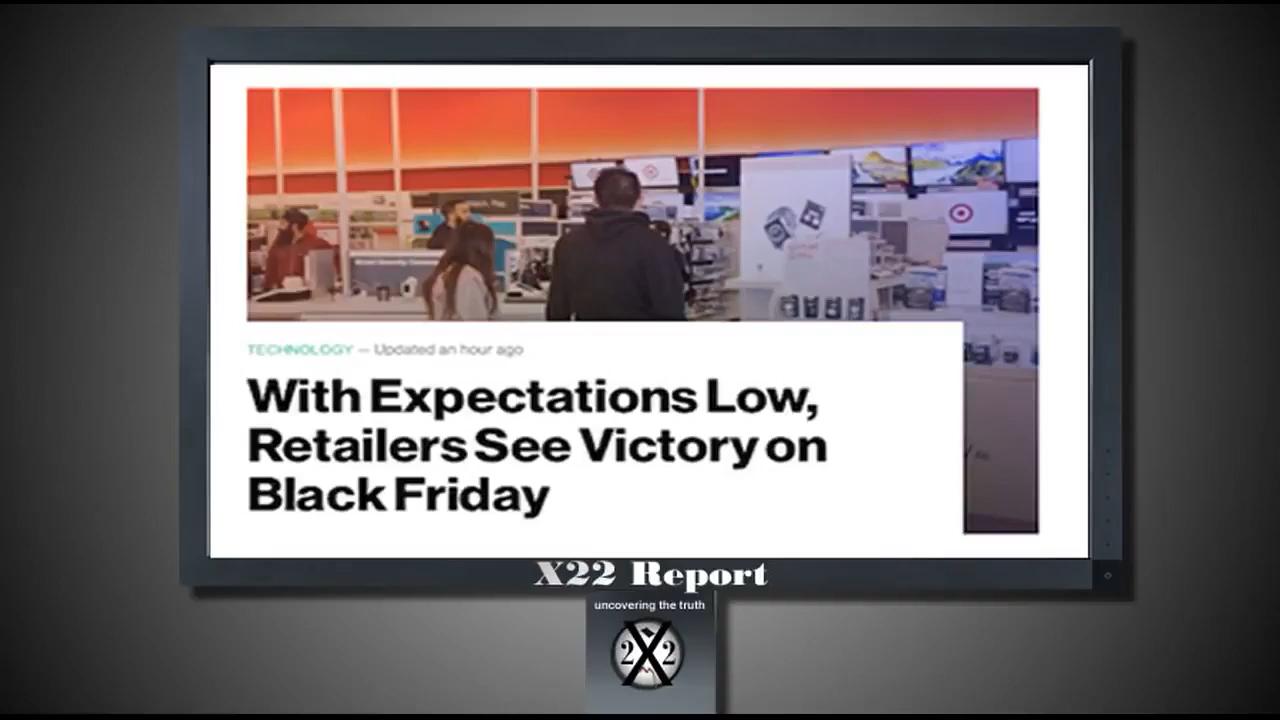 TECHNOLOGY — Updated an hour ago
With Expectations Low,
Retailers See Victory on
Black Friday
X22 Report
uncovering the truth
2X2